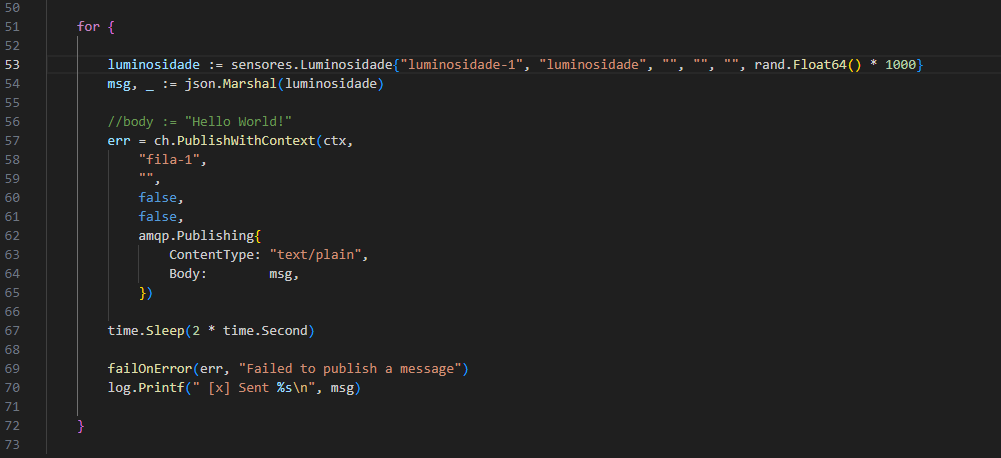 50
51 for {
52
53 luminosidade := sensores.Luminosidade{"luminosidade-1", "luminosidade", "", "", "", rand.Float64() * 1000}
54 msg, _ := json.Marshal(luminosidade)
55
56 //body := "Hello World!"
57 err = ch.PublishWithContext(ctx,
58 "fila-1",
59 "",
60 false,
61 false,
62 amqp.Publishing{
63 ContentType: "text/plain",
64 Body:        msg,
65 })
66
67 time.Sleep(2 * time.Second)
68
69 failOnError(err, "Failed to publish a message")
70 log.Printf(" [x] Sent %s\n", msg)
71
72 }
73